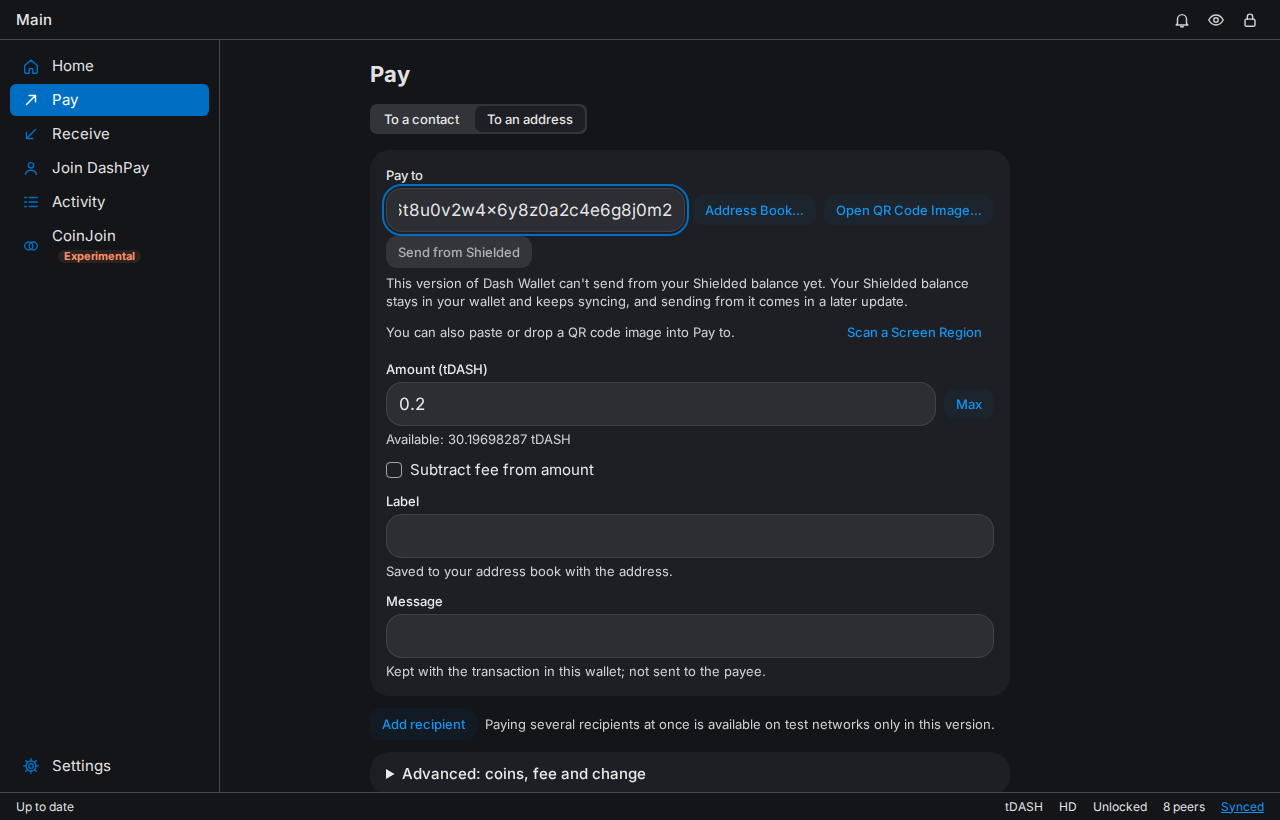 Main
Home
Pay
Receive
Join DashPay
Activity
CoinJoin
Experimental
Settings
Pay
To a contact
To an address
Pay to
t8u0v2w4x6y8z0a2c4e6g8j0m2
Address Book...
Open QR Code Image...
Send from Shielded
This version of Dash Wallet can't send from your Shielded balance yet. Your Shielded balance
stays in your wallet and keeps syncing, and sending from it comes in a later update.
You can also paste or drop a QR code image into Pay to.
Scan a Screen Region
Amount (tDASH)
0.2
Max
Available: 30.19698287 tDASH
Subtract fee from amount
Label
Saved to your address book with the address.
Message
Kept with the transaction in this wallet; not sent to the payee.
Add recipient
Paying several recipients at once is available on test networks only in this version.
Advanced: coins, fee and change
Up to date
tDASH
HD
Unlocked
8 peers
Synced